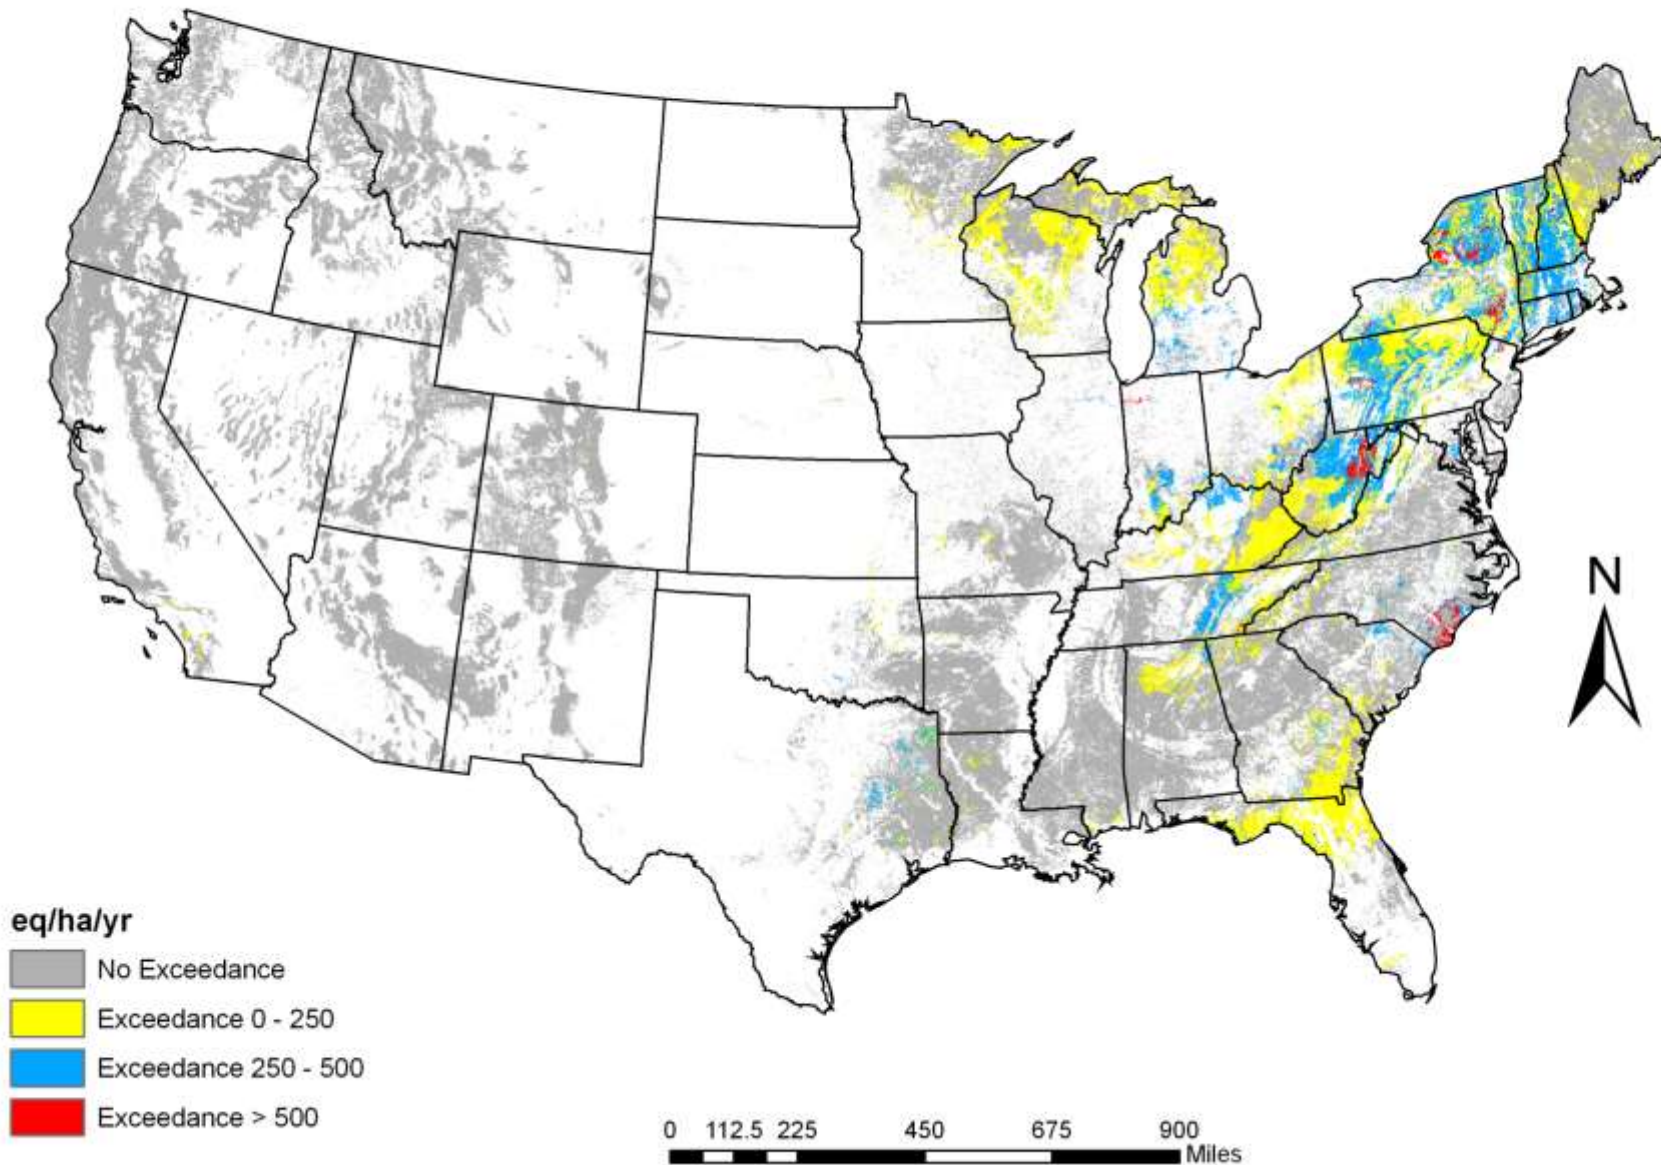 N
eq/ha/yr
No Exceedance
Exceedance 0 - 250
Exceedance 250 - 500
Exceedance > 500
0 112.5 225 450 675 900
Miles